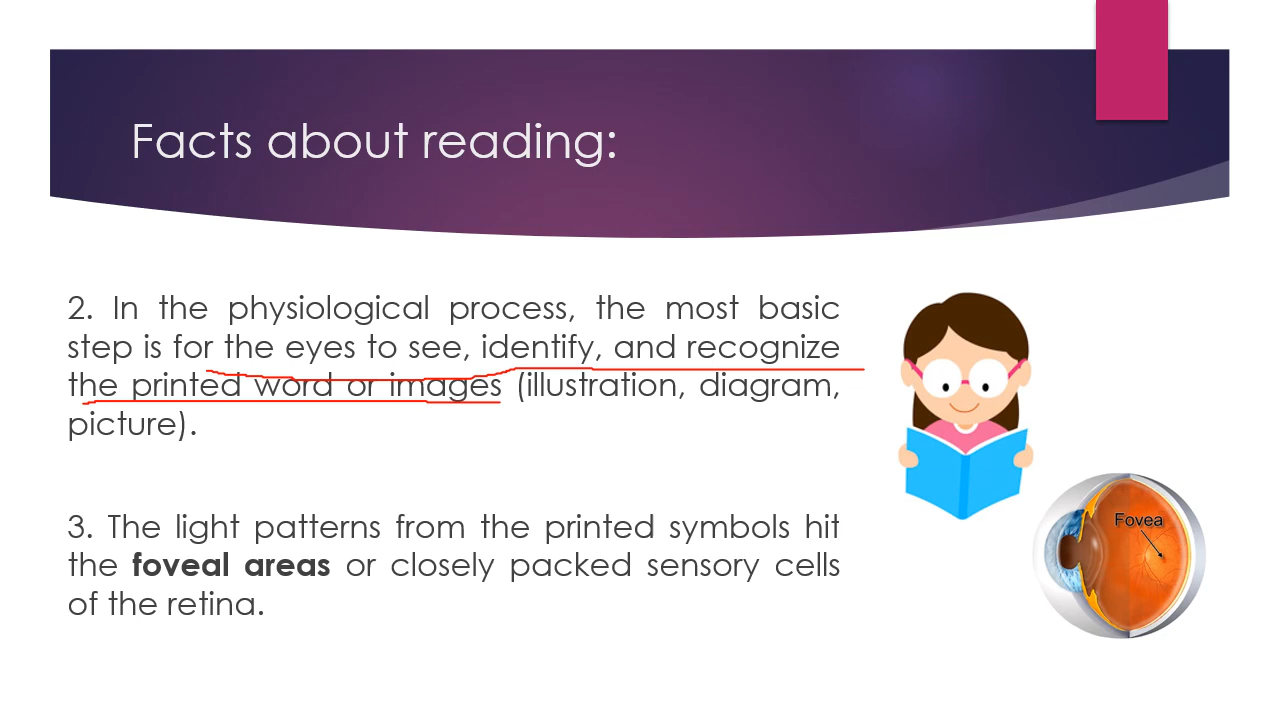 Facts about reading:
2. In the physiological process, the most basic
step is for the eyes to see, identify, and recognize
the printed word or images (illustration, diagram,
picture).
3. The light patterns from the printed symbols hit
the foveal areas or closely packed sensory cells
of the retina.
Fovea